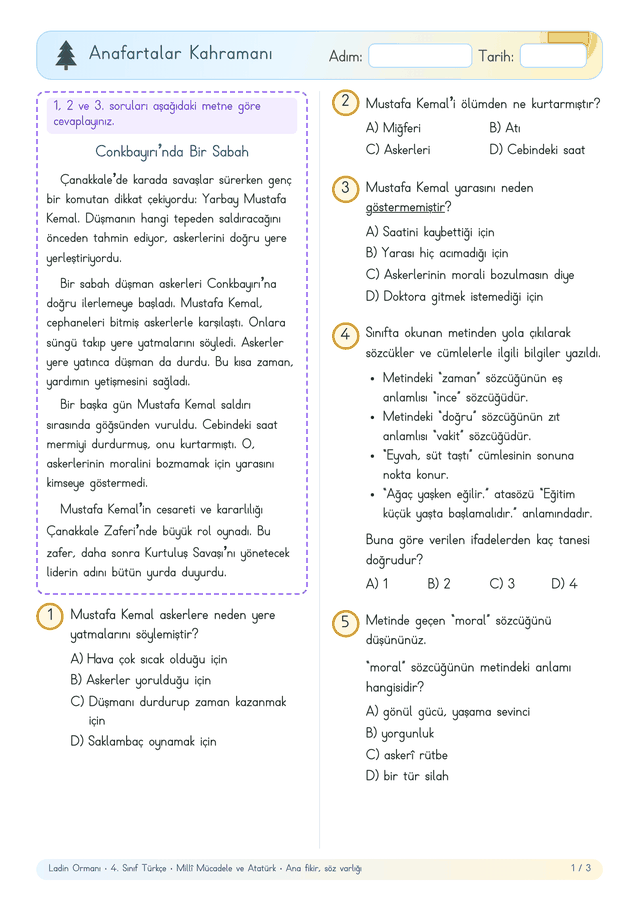 Anafartalar Kahramanı
Adım:
Tarih:
1, 2 ve 3. soruları aşağıdaki metne göre
cevaplayınız.
Conkbayırı'nda Bir Sabah
Çanakkale'de karada savaşlar sürerken genç
bir komutan dikkat çekiyordu: Yarbay Mustafa
Kemal. Düşmanın hangi tepeden saldıracağını
önceden tahmin ediyor, askerlerini doğru yere
yerleştiriyordu.
Bir sabah düşman askerleri Conkbayırı'na
doğru ilerlemeye başladı. Mustafa Kemal,
cephaneleri bitmiş askerlerle karşılaştı. Onlara
süngü takıp yere yatmalarını söyledi. Askerler
yere yatınca düşman da durdu. Bu kısa zaman,
yardımın yetişmesini sağladı.
Bir başka gün Mustafa Kemal saldırı
sırasında göğsünden vuruldu. Cebindeki saat
mermiyi durdurmuş, onu kurtarmıştı. O,
askerlerinin moralini bozmamak için yarasını
kimseye göstermedi.
Mustafa Kemal'in cesareti ve kararlılığı
Çanakkale Zaferi'nde büyük rol oynadı. Bu
zafer, daha sonra Kurtuluş Savaşı'nı yönetecek
liderin adını bütün yurda duyurdu.
1 Mustafa Kemal askerlere neden yere
yatmalarını söylemiştir?
A) Hava çok sıcak olduğu için
B) Askerler yorulduğu için
C) Düşmanı durdurup zaman kazanmak
için
D) Saklambaç oynamak için
2 Mustafa Kemal'i ölümden ne kurtarmıştır?
A) Miğferi B) Atı
C) Askerleri D) Cebindeki saat
3 Mustafa Kemal yarasını neden
göstermemiştir?
A) Saatini kaybettiği için
B) Yarası hiç acımadığı için
C) Askerlerinin morali bozulmasın diye
D) Doktora gitmek istemediği için
4 Sınıfta okunan metinden yola çıkılarak
sözcükler ve cümlelerle ilgili bilgiler yazıldı.
• Metindeki "zaman" sözcüğünün eş
anlamlısı "ince" sözcüğüdür.
• Metindeki "doğru" sözcüğünün zıt
anlamlısı "vakit" sözcüğüdür.
• "Eyvah, süt taştı" cümlesinin sonuna
nokta konur.
• "Ağaç yaşken eğilir." atasözü "Eğitim
küçük yaşta başlamalıdır." anlamındadır.
Buna göre verilen ifadelerden kaç tanesi
doğrudur?
A) 1 B) 2 C) 3 D) 4
5 Metinde geçen "moral" sözcüğünü
düşününüz.
"moral" sözcüğünün metindeki anlamı
hangisidir?
A) gönül gücü, yaşama sevinci
B) yorgunluk
C) askerî rütbe
D) bir tür silah
Ladin Ormanı • 4. Sınıf Türkçe • Millî Mücadele ve Atatürk • Ana fikir, söz varlığı
1 / 3